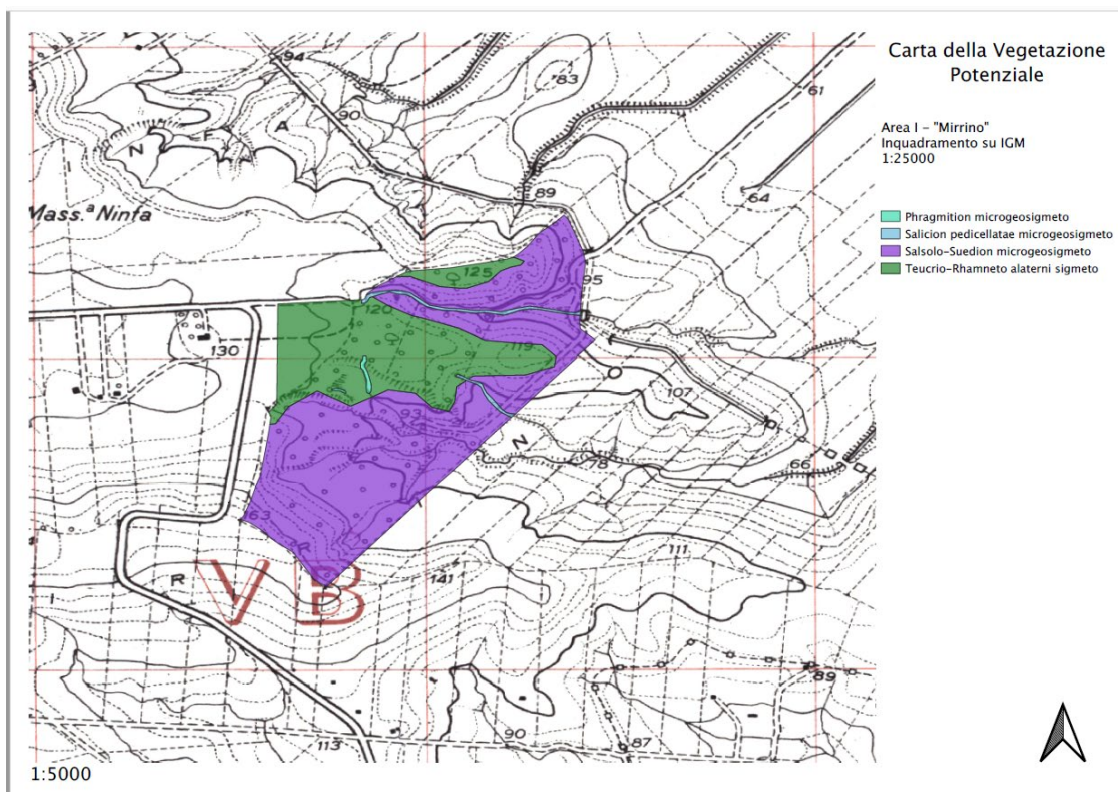 Carta della Vegetazione
Potenziale
Area I - "Mirrino"
Inquadramento su IGM
1:25000
Phragmition microgeosigmeto
Salicion pedicellatae microgeosigmeto
Salsolo-Suedion microgeosigmeto
Teucrio-Rhamneto alaterni sigmeto
94
83
61
90
N F A
89
64
Mass.ª Ninfa
125
95
120
130
119
O
107
93
N
78
66
63
R
111
R
141
VB
I
89
90
113
87
1:5000